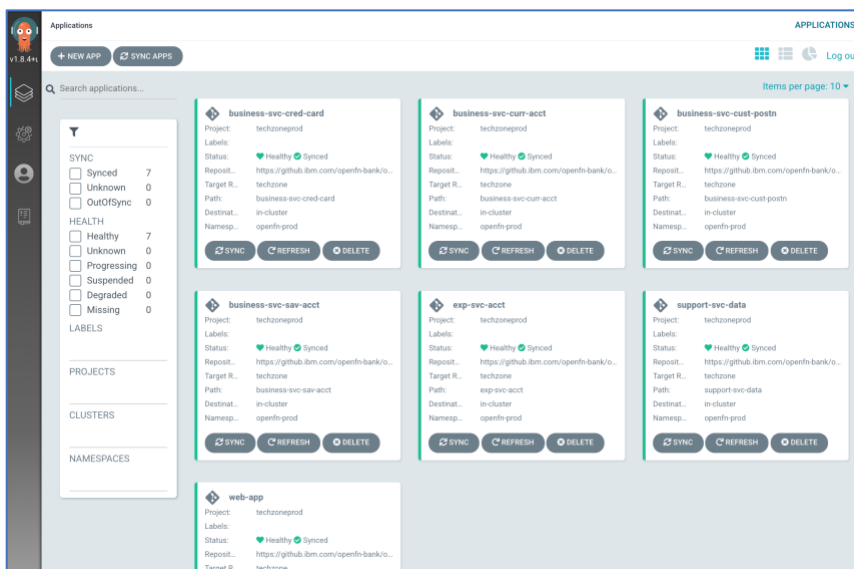 Applications
APPLICATIONS
v1.8.4+
+ NEW APP
SYNC APPS
Log ou
Search applications...
Items per page: 10
SYNC
Synced 7
Unknown 0
OutOfSync 0
HEALTH
Healthy 7
Unknown 0
Progressing 0
Suspended 0
Degraded 0
Missing 0
LABELS
PROJECTS
CLUSTERS
NAMESPACES
business-svc-cred-card
Project: techzoneprod
Labels:
Status: Healthy Synced
Reposit... https://github.ibm.com/openfn-bank/o...
Target R... techzone
Path: business-svc-cred-card
Destinat... in-cluster
Namesp... openfn-prod
SYNC REFRESH DELETE
business-svc-curr-acct
Project: techzoneprod
Labels:
Status: Healthy Synced
Reposit... https://github.ibm.com/openfn-bank/o...
Target R... techzone
Path: business-svc-curr-acct
Destinat... in-cluster
Namesp... openfn-prod
SYNC REFRESH DELETE
business-svc-cust-postn
Project: techzoneprod
Labels:
Status: Healthy Synced
Reposit... https://github.ibm.com/openfn-bank/o...
Target R... techzone
Path: business-svc-cust-postn
Destinat... in-cluster
Namesp... openfn-prod
SYNC REFRESH DELETE
business-svc-sav-acct
Project: techzoneprod
Labels:
Status: Healthy Synced
Reposit... https://github.ibm.com/openfn-bank/o...
Target R... techzone
Path: business-svc-sav-acct
Destinat... in-cluster
Namesp... openfn-prod
SYNC REFRESH DELETE
exp-svc-acct
Project: techzoneprod
Labels:
Status: Healthy Synced
Reposit... https://github.ibm.com/openfn-bank/o...
Target R... techzone
Path: exp-svc-acct
Destinat... in-cluster
Namesp... openfn-prod
SYNC REFRESH DELETE
support-svc-data
Project: techzoneprod
Labels:
Status: Healthy Synced
Reposit... https://github.ibm.com/openfn-bank/o...
Target R... techzone
Path: support-svc-data
Destinat... in-cluster
Namesp... openfn-prod
SYNC REFRESH DELETE
web-app
Project: techzoneprod
Labels:
Status: Healthy Synced
Reposit... https://github.ibm.com/openfn-bank/o...
Target R... techzone